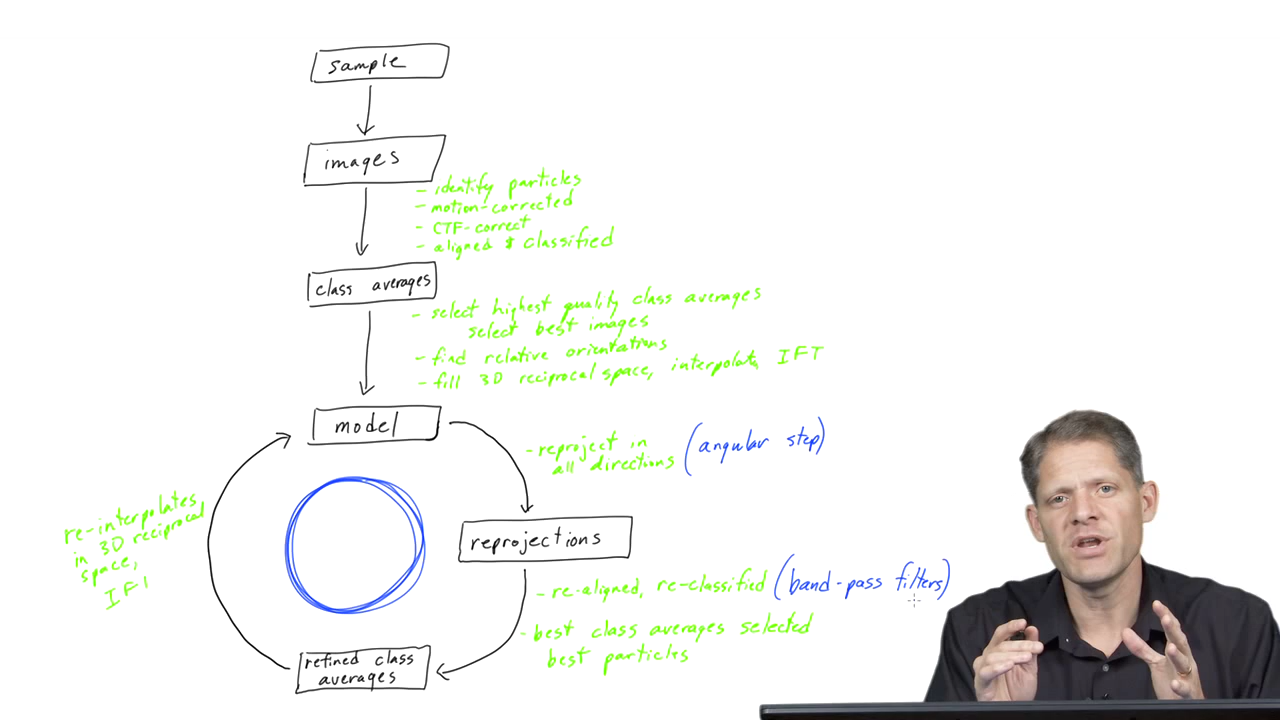 sample
images
- identify particles
- motion-corrected
- CTF-correct
- aligned & classified
class averages
- select highest quality class averages
select best images
- find relative orientations
- fill 3D reciprocal space, interpolate, IFT
model
- reproject in
all directions
(angular step)
re-interpolates
in 3D reciprocal
space,
IFT
reprojections
- re-aligned, re-classified (band-pass filters)
- best class averages selected
best particles
refined class
averages